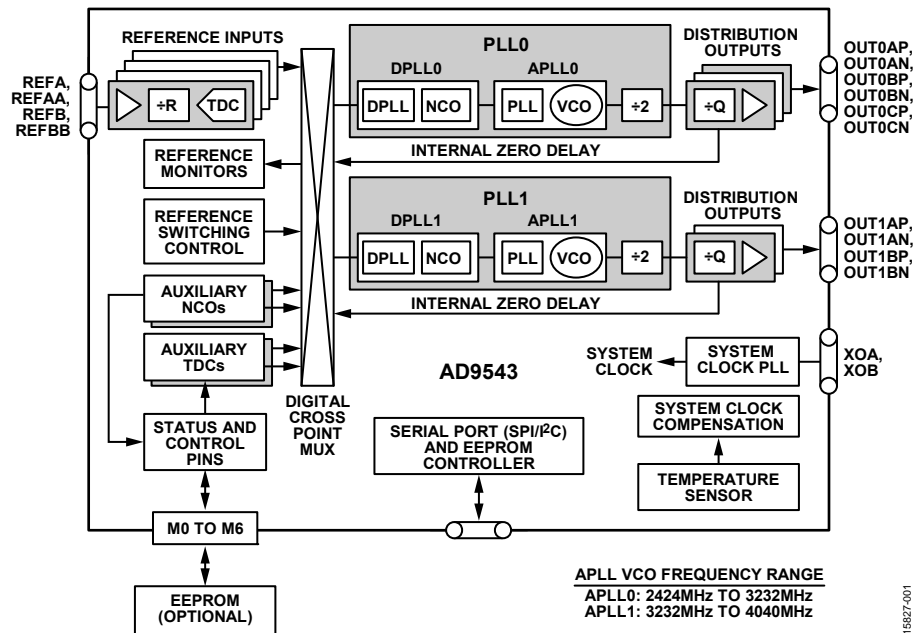 REFERENCE INPUTS
REFA,
REFAA,
REFB,
REFBB
÷R
TDC
REFERENCE
MONITORS
REFERENCE
SWITCHING
CONTROL
AUXILIARY
NCOs
AUXILIARY
TDCs
STATUS AND
CONTROL
PINS
M0 TO M6
EEPROM
(OPTIONAL)
DIGITAL
CROSS
POINT
MUX
PLL0
DPLL0
APLL0
DPLL
NCO
PLL
VCO
÷2
INTERNAL ZERO DELAY
DISTRIBUTION
OUTPUTS
÷Q
OUT0AP,
OUT0AN,
OUT0BP,
OUT0BN,
OUT0CP,
OUT0CN
PLL1
DPLL1
APLL1
DPLL
NCO
PLL
VCO
÷2
INTERNAL ZERO DELAY
DISTRIBUTION
OUTPUTS
÷Q
OUT1AP,
OUT1AN,
OUT1BP,
OUT1BN
AD9543
SYSTEM
CLOCK
SYSTEM
CLOCK PLL
XOA,
XOB
SYSTEM CLOCK
COMPENSATION
TEMPERATURE
SENSOR
SERIAL PORT (SPI/I²C)
AND EEPROM
CONTROLLER
APLL VCO FREQUENCY RANGE
APLL0: 2424MHz TO 3232MHz
APLL1: 3232MHz TO 4040MHz
15827-001